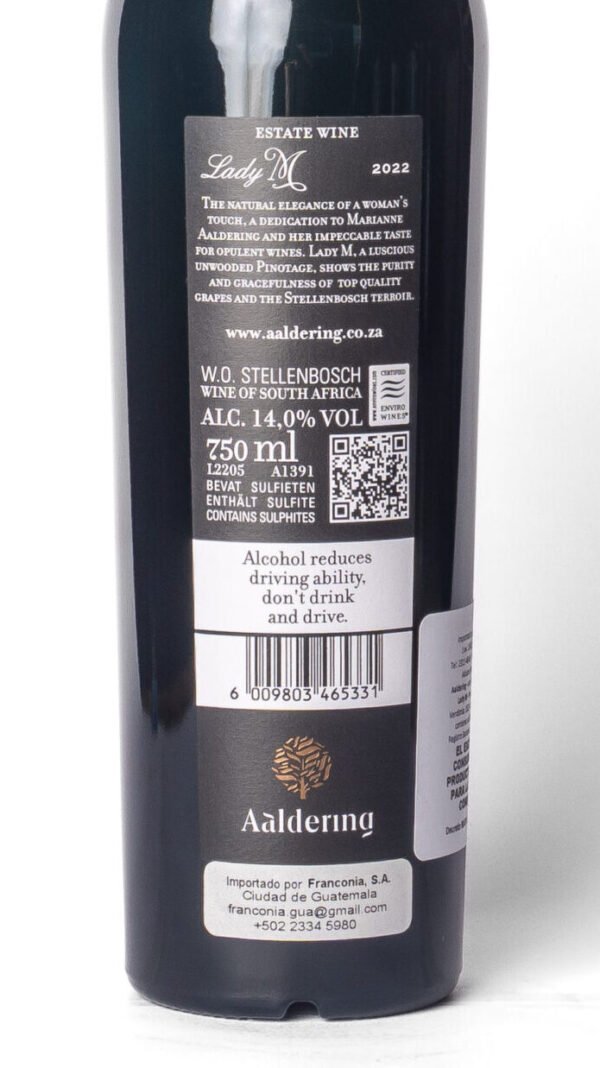 ESTATE WINE
Lady M 2022
THE NATURAL ELEGANCE OF A WOMAN'S
TOUCH, A DEDICATION TO MARIANNE
AALDERING AND HER IMPECCABLE TASTE
FOR OPULENT WINES. LADY M, A LUSCIOUS
UNWOODED PINOTAGE, SHOWS THE PURITY
AND GRACEFULNESS OF TOP QUALITY
GRAPES AND THE STELLENBOSCH TERROIR.
www.aaldering.co.za
W.O. STELLENBOSCH
WINE OF SOUTH AFRICA
ALC. 14,0% VOL
750 ml
L2205 A1391
BEVAT SULFIETEN
ENTHÄLT SULFITE
CONTAINS SULPHITES
CERTIFIED
ENVIRO
WINES
Alcohol reduces
driving ability,
don't drink
and drive.
6 009803 465331
Aaldering
Importado por Franconia, S.A.
Ciudad de Guatemala
franconia.gua@gmail.com
+502 2334 5980
EL